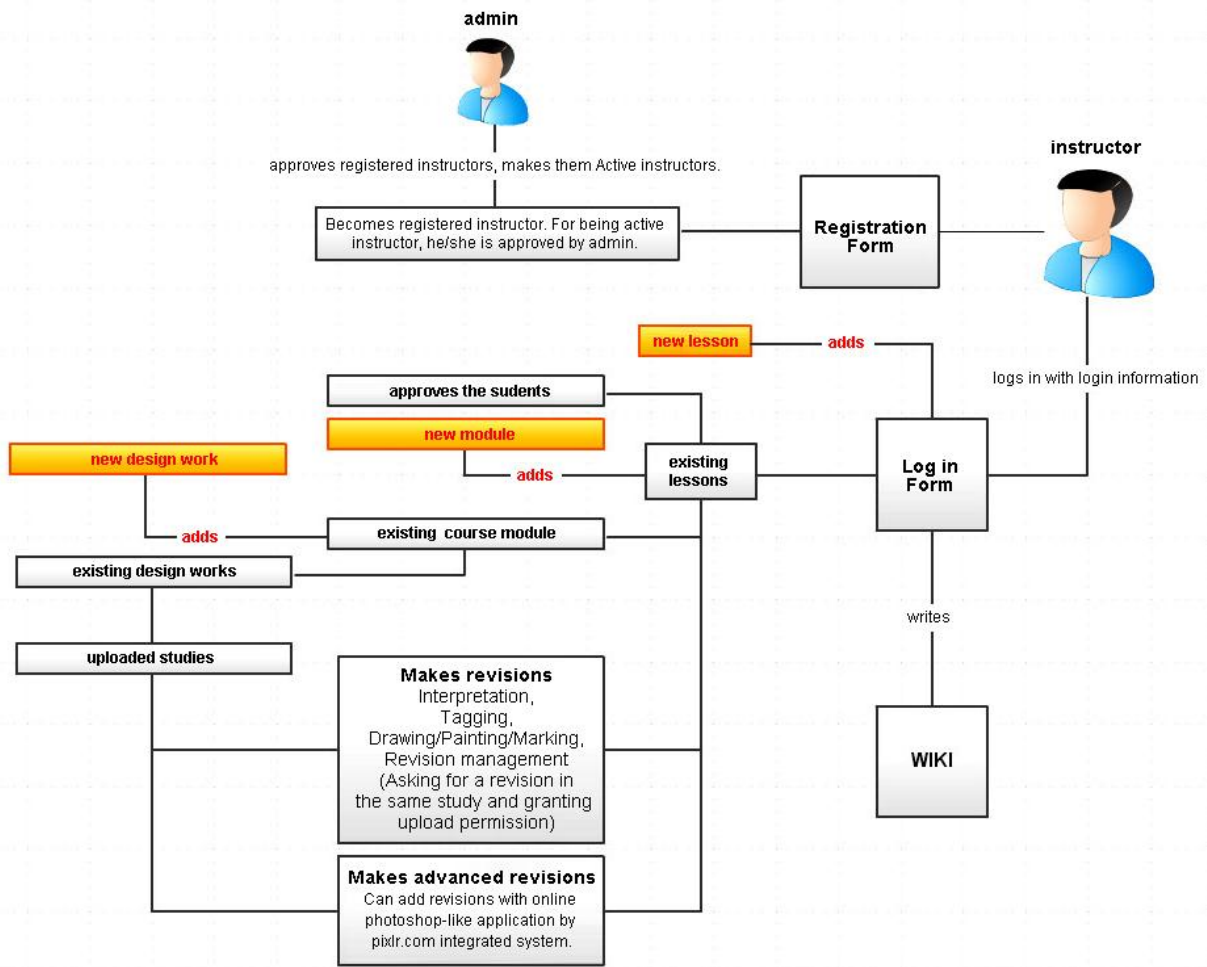 admin
approves registered instructors, makes them Active instructors.
instructor
Becomes registered instructor. For being active
instructor, he/she is approved by admin.
Registration
Form
new lesson
adds
logs in with login information
approves the sudents
new module
adds
existing
lessons
Log in
Form
new design work
adds
existing course module
existing design works
uploaded studies
writes
Makes revisions
Interpretation,
Tagging,
Drawing/Painting/Marking,
Revision management
(Asking for a revision in
the same study and granting
upload permission)
WIKI
Makes advanced revisions
Can add revisions with online
photoshop-like application by
pixlr.com integrated system.